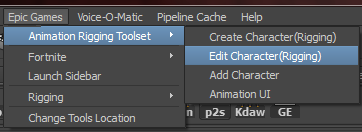 Epic Games Voice-O-Matic Pipeline Cache Help
Animation Rigging Toolset
Fortnite
Launch Sidebar
Rigging
Change Tools Location
Create Character(Rigging)
Edit Character(Rigging)
Add Character
Animation UI
p2s Kdaw GE